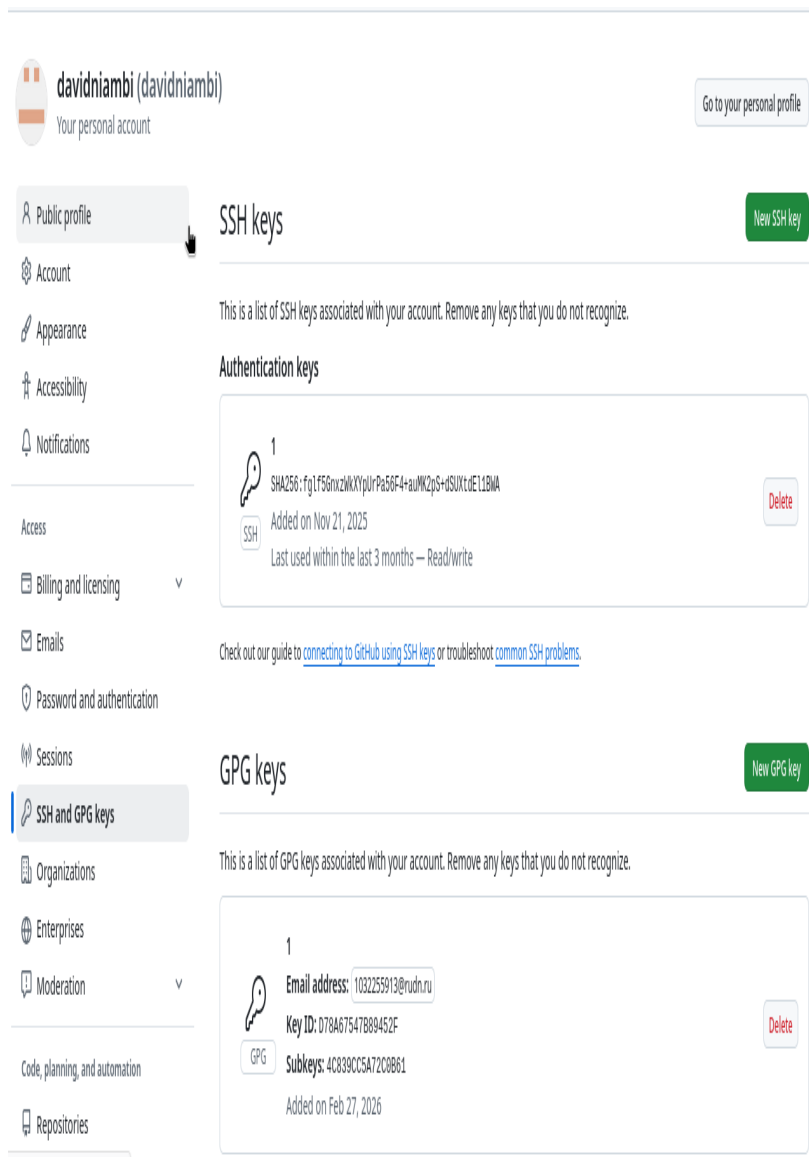 davidniambi (davidniambi)
Your personal account
Go to your personal profile
Public profile
Account
Appearance
Accessibility
Notifications
Access
Billing and licensing
Emails
Password and authentication
Sessions
SSH and GPG keys
Organizations
Enterprises
Moderation
Code, planning, and automation
Repositories
SSH keys
New SSH key
This is a list of SSH keys associated with your account. Remove any keys that you do not recognize.
Authentication keys
1
SHA256:fglf5GnxzWkXYpUrPa56F4+auMK2pS+dSUXtdEl1BWA
SSH
Added on Nov 21, 2025
Last used within the last 3 months — Read/write
Delete
Check out our guide to connecting to GitHub using SSH keys or troubleshoot common SSH problems.
GPG keys
New GPG key
This is a list of GPG keys associated with your account. Remove any keys that you do not recognize.
1
Email address: 1032255913@rudn.ru
Key ID: D78A67547B89452F
GPG
Subkeys: 4C839CC5A72C0B61
Added on Feb 27, 2026
Delete